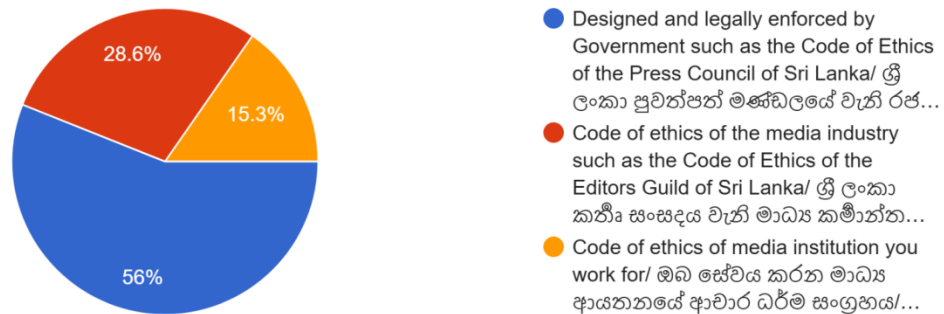 28.6%
15.3%
56%
Designed and legally enforced by
Government such as the Code of Ethics
of the Press Council of Sri Lanka/ ශ්‍රී
ලංකා පුවත්පත් මණ්ඩලයේ වැනි රජ...
Code of ethics of the media industry
such as the Code of Ethics of the
Editors Guild of Sri Lanka/ ශ්‍රී ලංකා
කර්තෘ සංසදය වැනි මාධ්‍ය කර්මාන්ත...
Code of ethics of media institution you
work for/ ඔබ සේවය කරන මාධ්‍ය
ආයතනයේ ආචාර ධර්ම සංග්‍රහය/...